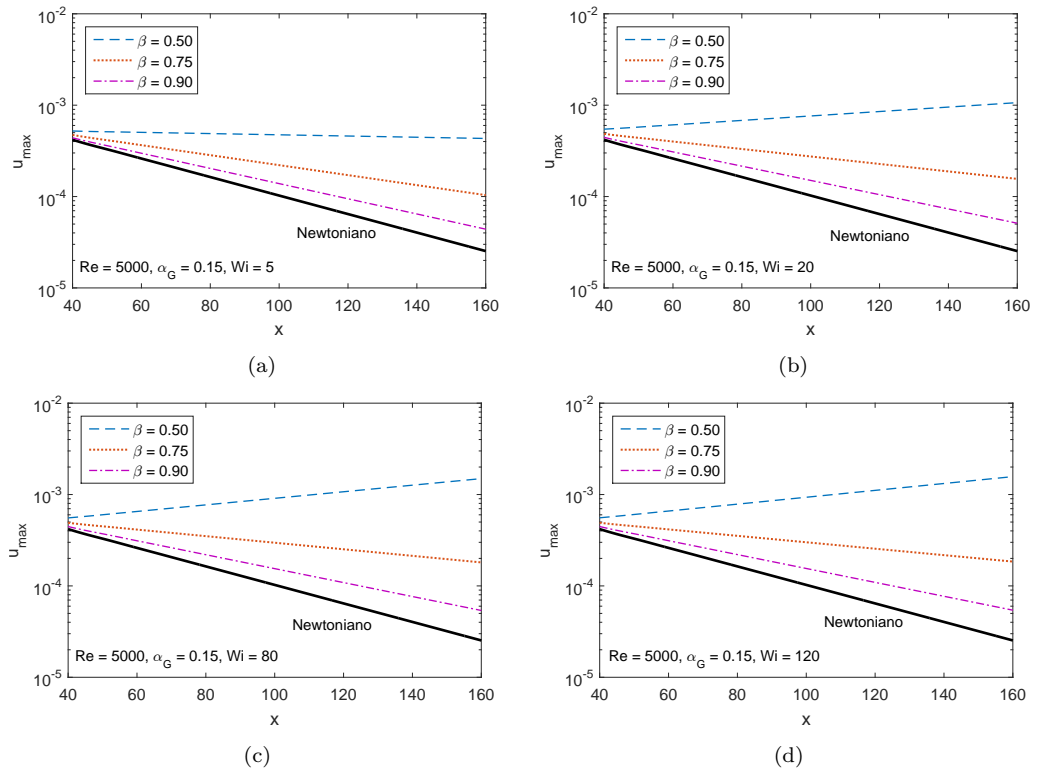 10^-2
β = 0.50
β = 0.75
β = 0.90
10^-3
u_max
10^-4
Newtoniano
Re = 5000, α_G = 0.15, Wi = 5
10^-5
40 60 80 100 120 140 160
x
(a)
10^-2
β = 0.50
β = 0.75
β = 0.90
10^-3
u_max
10^-4
Newtoniano
Re = 5000, α_G = 0.15, Wi = 20
10^-5
40 60 80 100 120 140 160
x
(b)
10^-2
β = 0.50
β = 0.75
β = 0.90
10^-3
u_max
10^-4
Newtoniano
Re = 5000, α_G = 0.15, Wi = 80
10^-5
40 60 80 100 120 140 160
x
(c)
10^-2
β = 0.50
β = 0.75
β = 0.90
10^-3
u_max
10^-4
Newtoniano
Re = 5000, α_G = 0.15, Wi = 120
10^-5
40 60 80 100 120 140 160
x
(d)